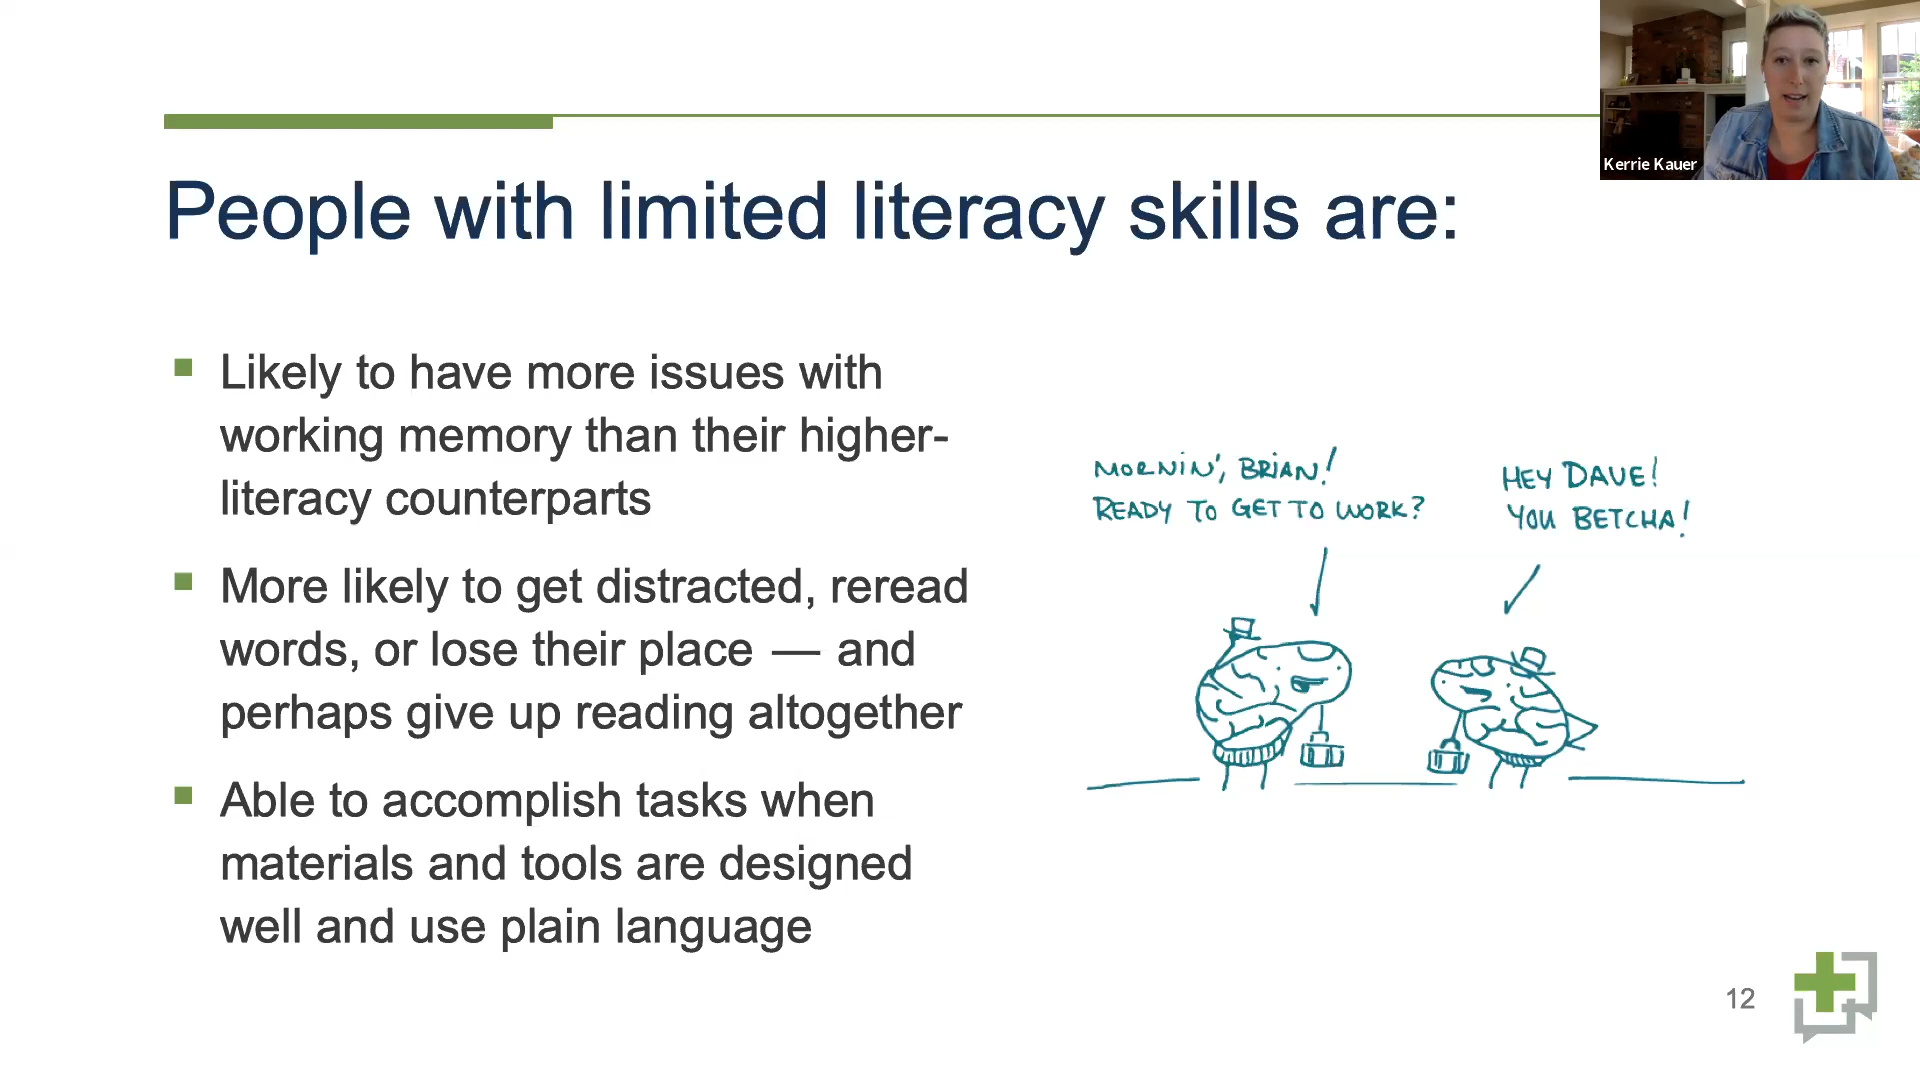 Kerrie Kauer
People with limited literacy skills are:
▪ Likely to have more issues with
working memory than their higher-
literacy counterparts
▪ More likely to get distracted, reread
words, or lose their place — and
perhaps give up reading altogether
▪ Able to accomplish tasks when
materials and tools are designed
well and use plain language
MORNIN', BRIAN!
READY TO GET TO WORK?
HEY DAVE!
YOU BETCHA!
12